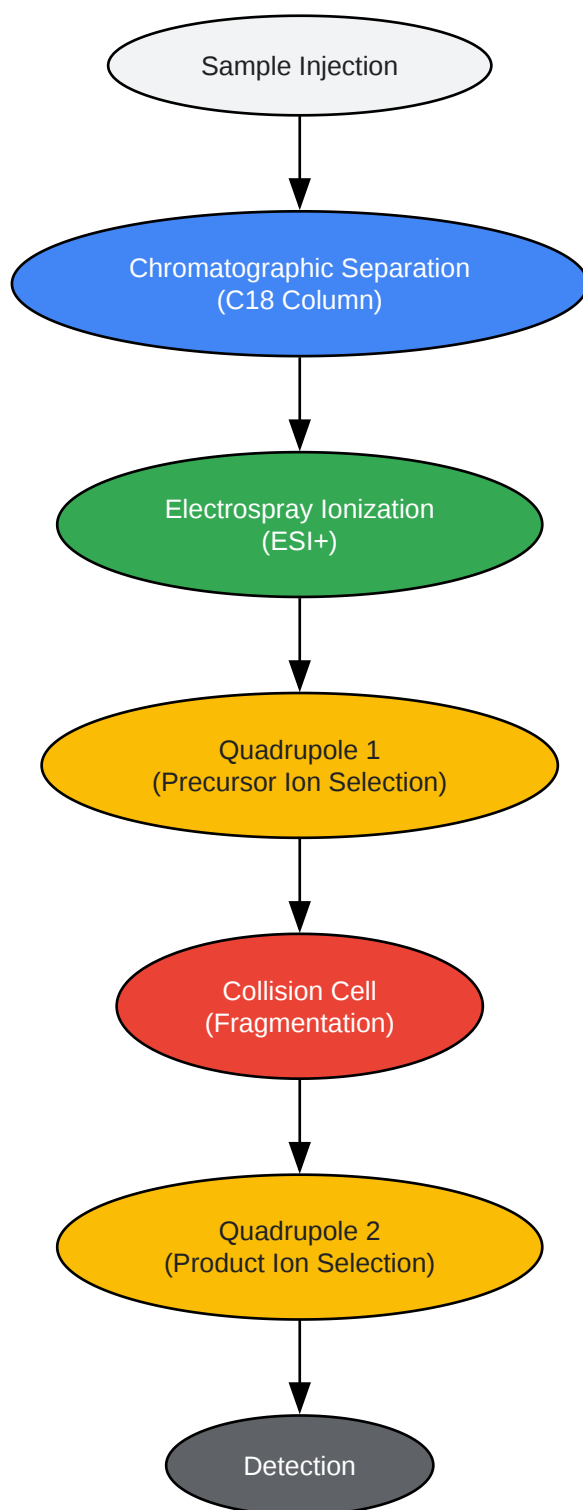 Sample Injection
Chromatographic Separation
(C18 Column)
Electrospray Ionization
(ESI+)
Quadrupole 1
(Precursor Ion Selection)
Collision Cell
(Fragmentation)
Quadrupole 2
(Product Ion Selection)
Detection